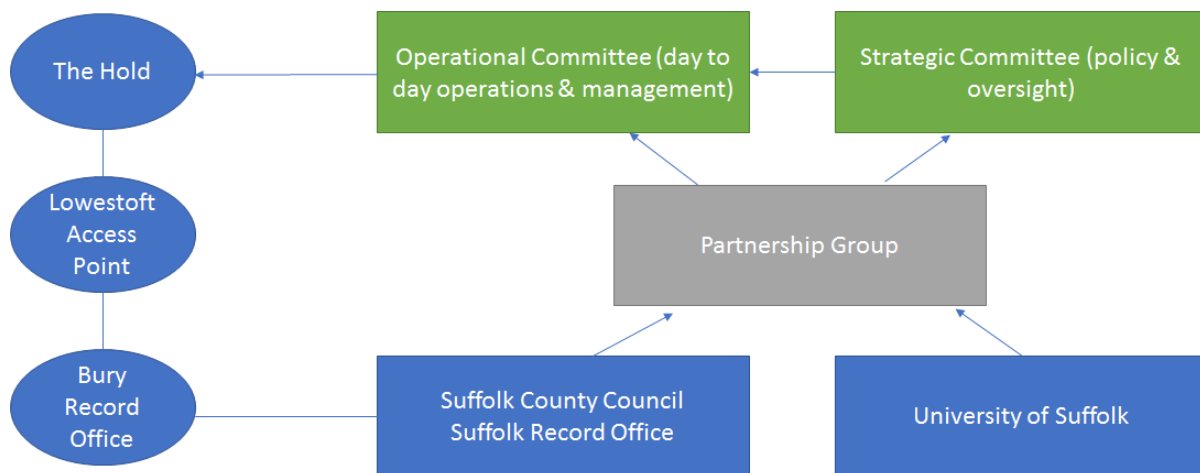 The Hold
Operational Committee (day to
day operations & management)
Strategic Committee (policy &
oversight)
Lowestoft
Access
Point
Partnership Group
Bury
Record
Office
Suffolk County Council
Suffolk Record Office
University of Suffolk